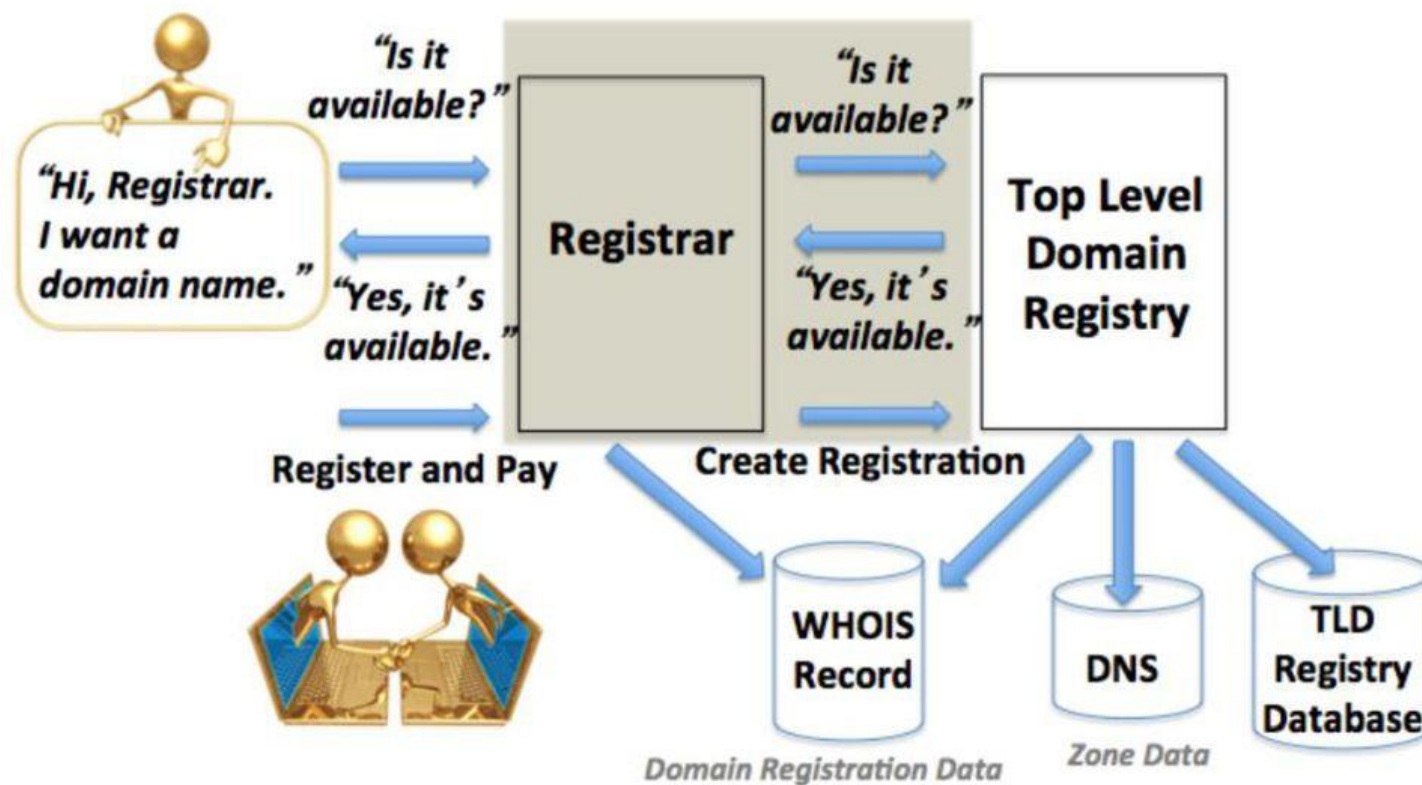 “Is it
available?”
“Hi, Registrar.
I want a
domain name.”
“Yes, it’s
available.”
Register and Pay
Registrar
“Is it
available?”
“Yes, it’s
available.”
Create Registration
Top Level
Domain
Registry
WHOIS
Record
Domain Registration Data
DNS
Zone Data
TLD
Registry
Database